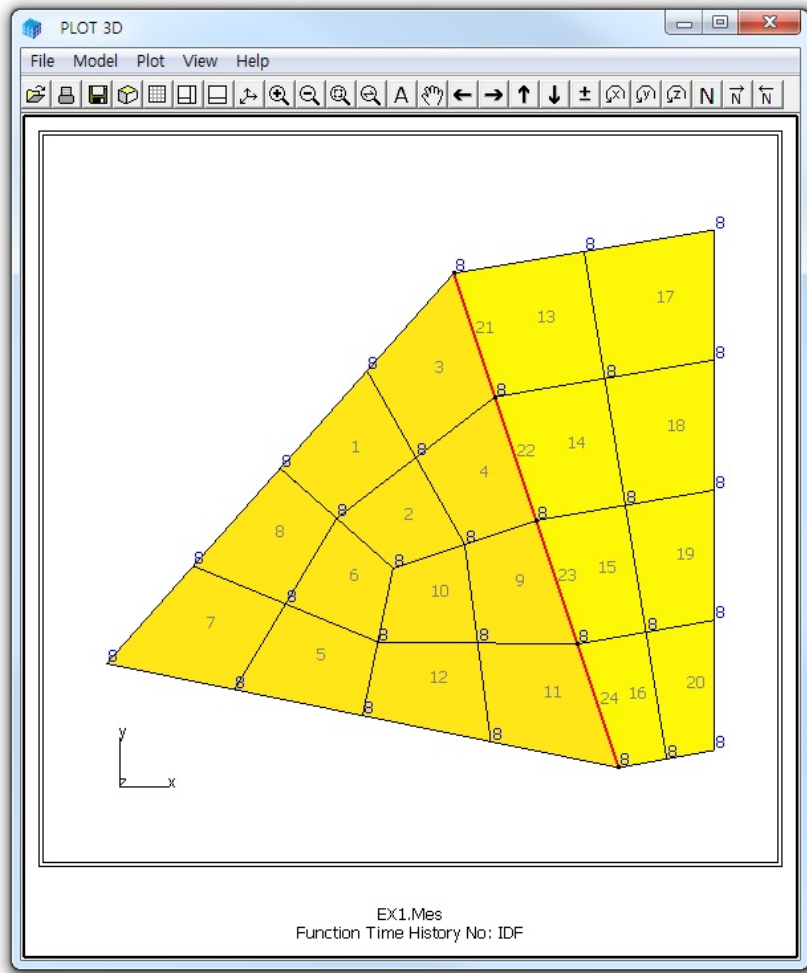 PLOT 3D
File Model Plot View Help
A ± x y z N N N
8
8
8 17
13
21
8 8
3 8
8
22 18
1 14
8 4
8
8 2 8
8 8
8
8 23 15 19
6 9
8 10
8
7 8 8 8 8
5
8 12 11 24 16 20
8
8
8 8
8 8
y
z x
EX1.Mes
Function Time History No: IDF